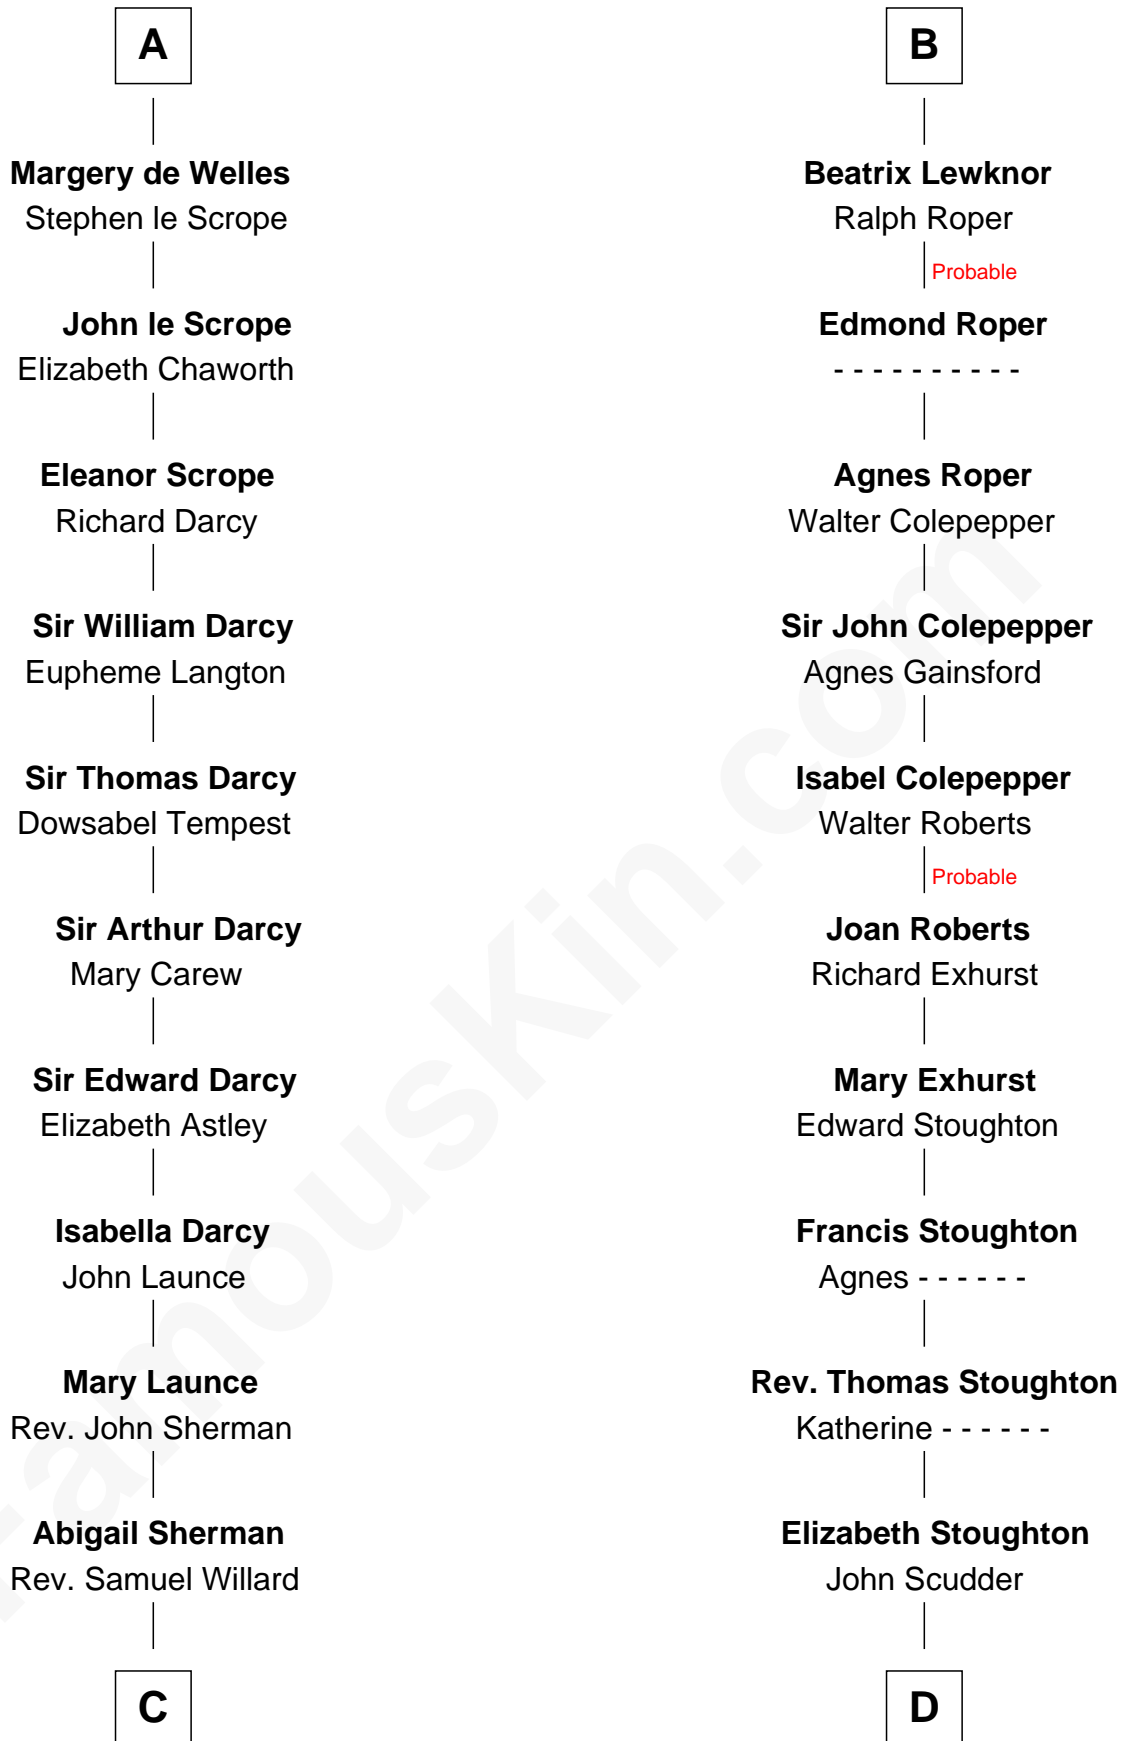 A
Margery de Welles
Stephen le Scrope
John le Scrope
Elizabeth Chaworth
Eleanor Scrope
Richard Darcy
Sir William Darcy
Eupheme Langton
Sir Thomas Darcy
Dowsabel Tempest
Sir Arthur Darcy
Mary Carew
Sir Edward Darcy
Elizabeth Astley
Isabella Darcy
John Launce
Mary Launce
Rev. John Sherman
Abigail Sherman
Rev. Samuel Willard
C
B
Beatrix Lewknor
Ralph Roper
Probable
Edmond Roper
- - - - - - - - - -
Agnes Roper
Walter Colepepper
Sir John Colepepper
Agnes Gainsford
Isabel Colepepper
Walter Roberts
Probable
Joan Roberts
Richard Exhurst
Mary Exhurst
Edward Stoughton
Francis Stoughton
Agnes - - - - - -
Rev. Thomas Stoughton
Katherine - - - - - -
Elizabeth Stoughton
John Scudder
D
FamousKin.com